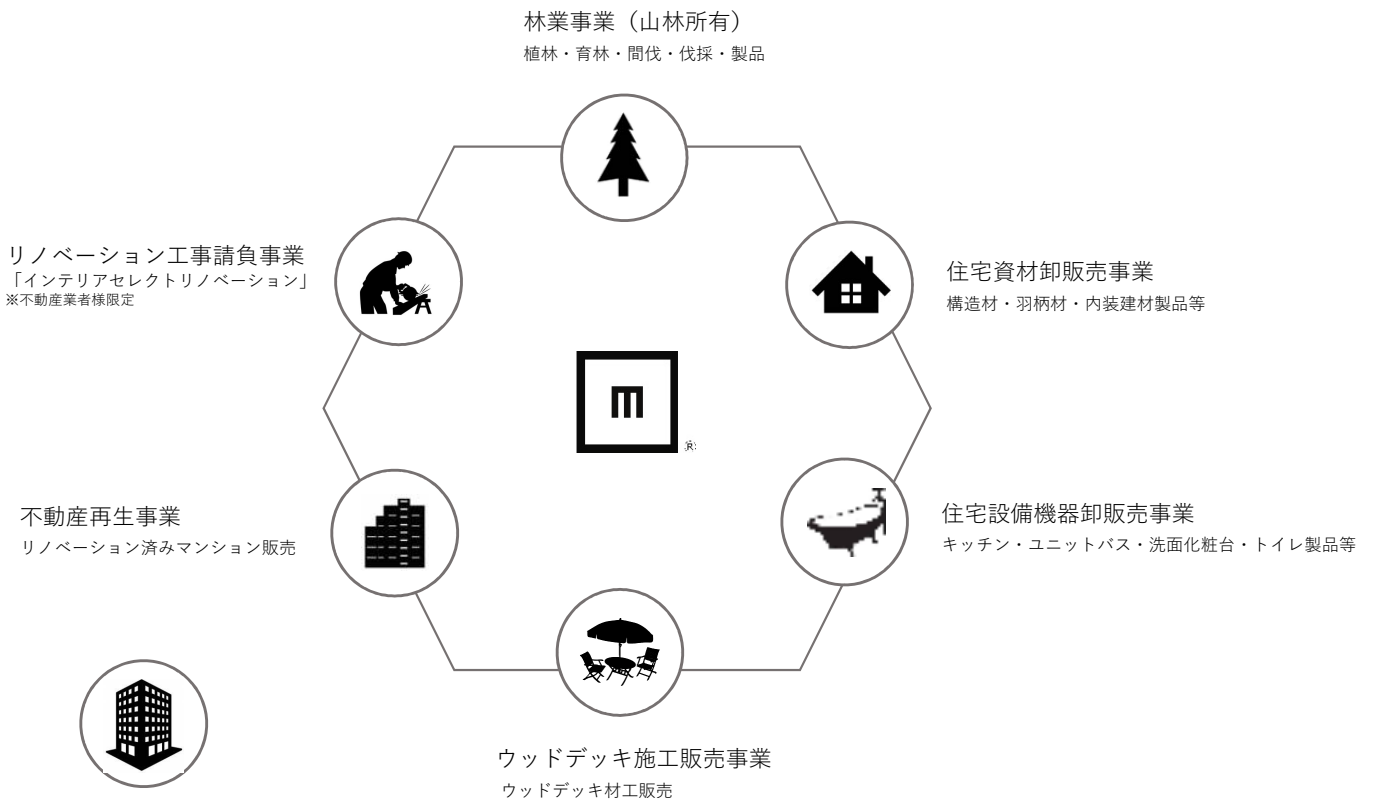 林業事業（山林所有）
植林・育林・間伐・伐採・製品
リノベーション工事請負事業
「インテリアセレクトリノベーション」
※不動産業者様限定
住宅資材卸販売事業
構造材・羽柄材・内装建材製品等
m
®
不動産再生事業
リノベーション済みマンション販売
住宅設備機器卸販売事業
キッチン・ユニットバス・洗面化粧台・トイレ製品等
ウッドデッキ施工販売事業
ウッドデッキ材工販売